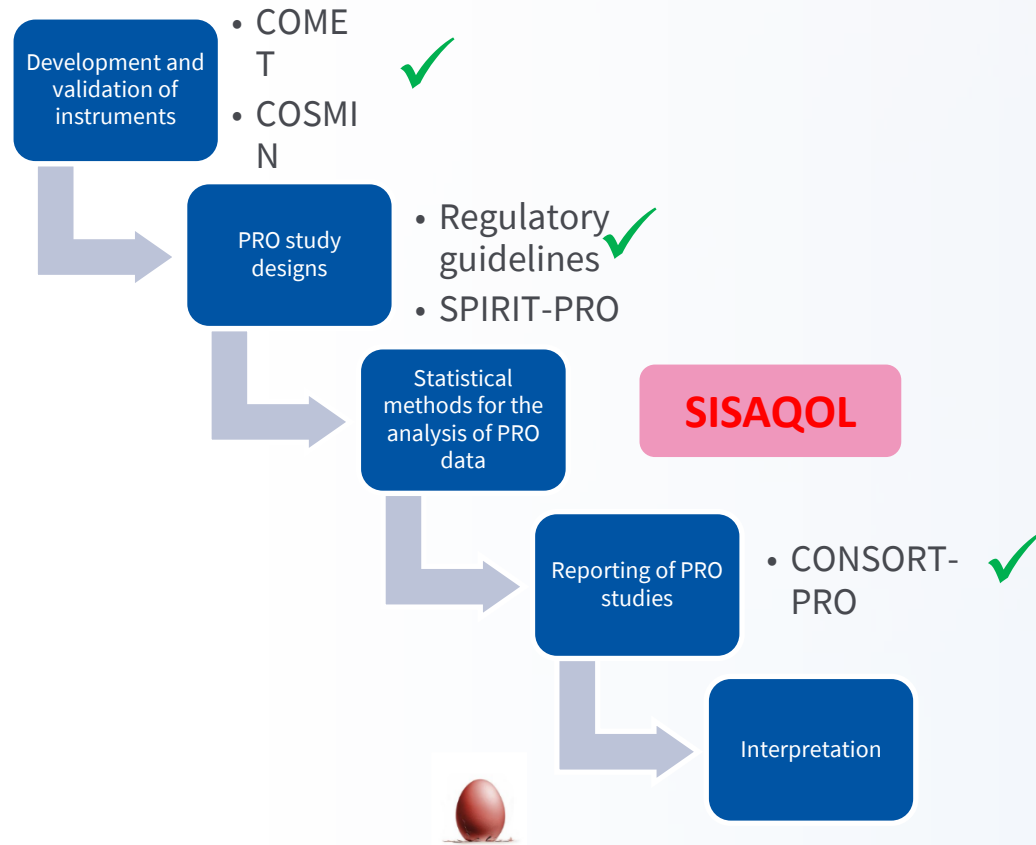 Development and
validation of
instruments
• COME
T
• COSMI
N
PRO study
designs
• Regulatory
guidelines
• SPIRIT-PRO
Statistical
methods for the
analysis of PRO
data
SISAQOL
Reporting of PRO
studies
• CONSORT-
PRO
Interpretation